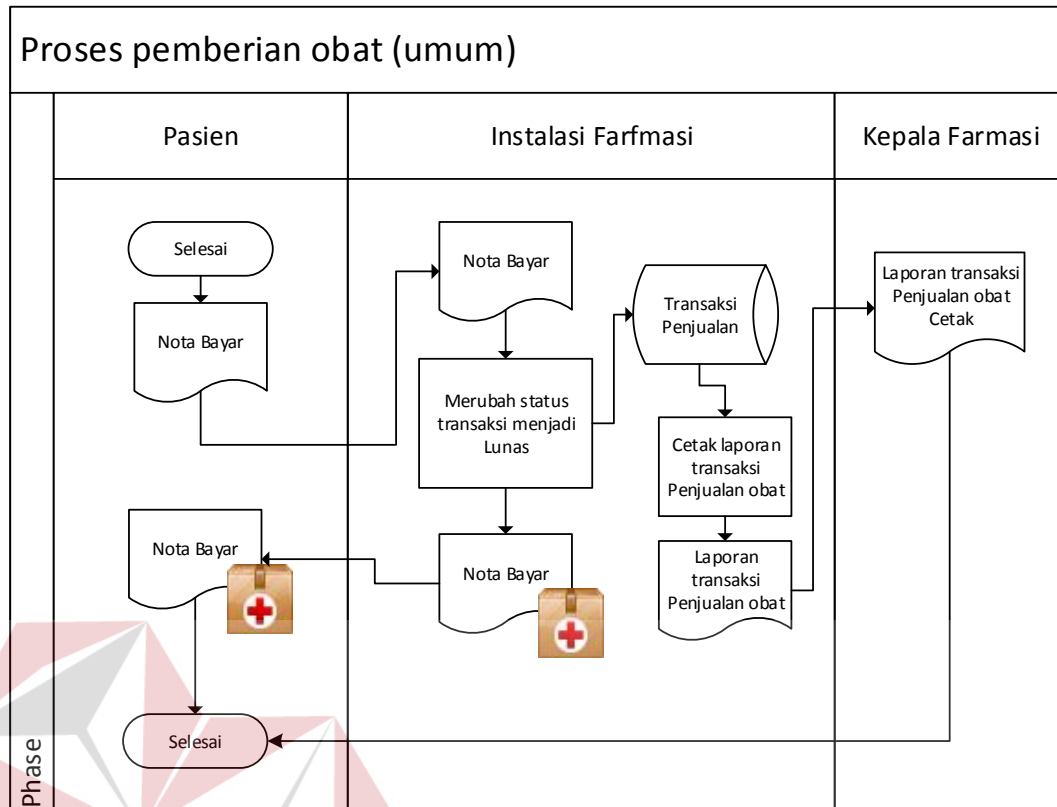 Proses pemberian obat (umum)
Pasien
Instalasi Farfmasi
Kepala Farmasi
Selesai
Nota Bayar
Nota Bayar
Merubah status
transaksi menjadi
Lunas
Nota Bayar
Nota Bayar
Selesai
Transaksi
Penjualan
Cetak laporan
transaksi
Penjualan obat
Laporan
transaksi
Penjualan obat
Laporan transaksi
Penjualan obat
Cetak
Phase